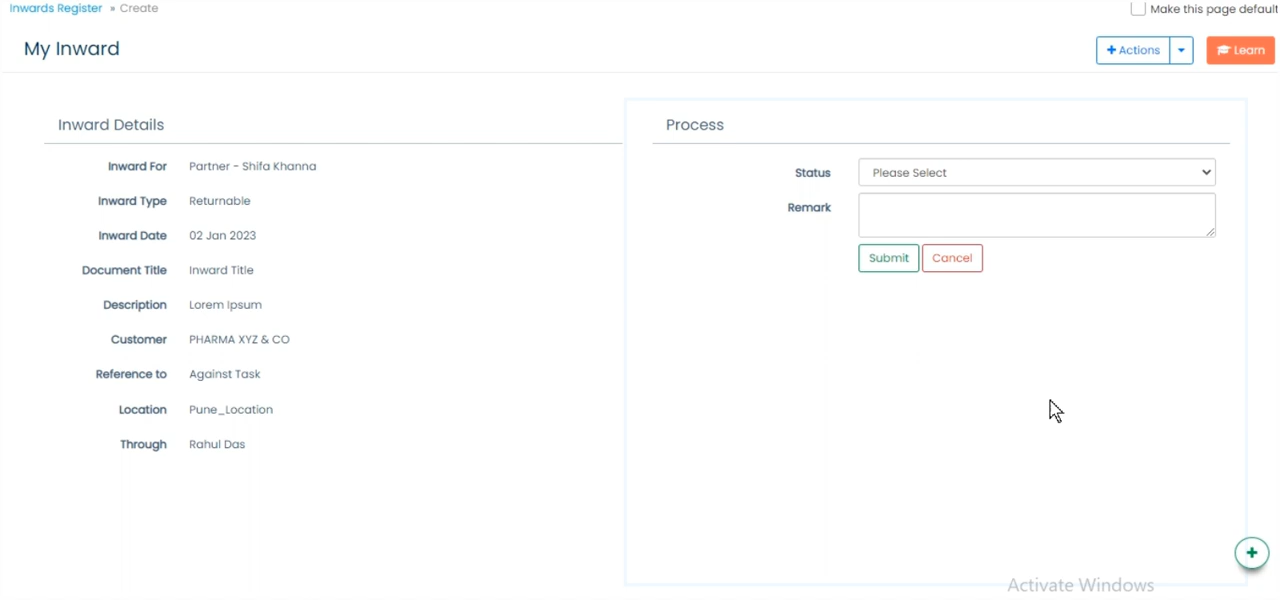 Inwards Register » Create
Make this page default
My Inward
+ Actions
Learn
Inward Details
Inward For Partner - Shifa Khanna
Inward Type Returnable
Inward Date 02 Jan 2023
Document Title Inward Title
Description Lorem Ipsum
Customer PHARMA XYZ & CO
Reference to Against Task
Location Pune_Location
Through Rahul Das
Process
Status Please Select
Remark
Submit Cancel
+
Activate Windows